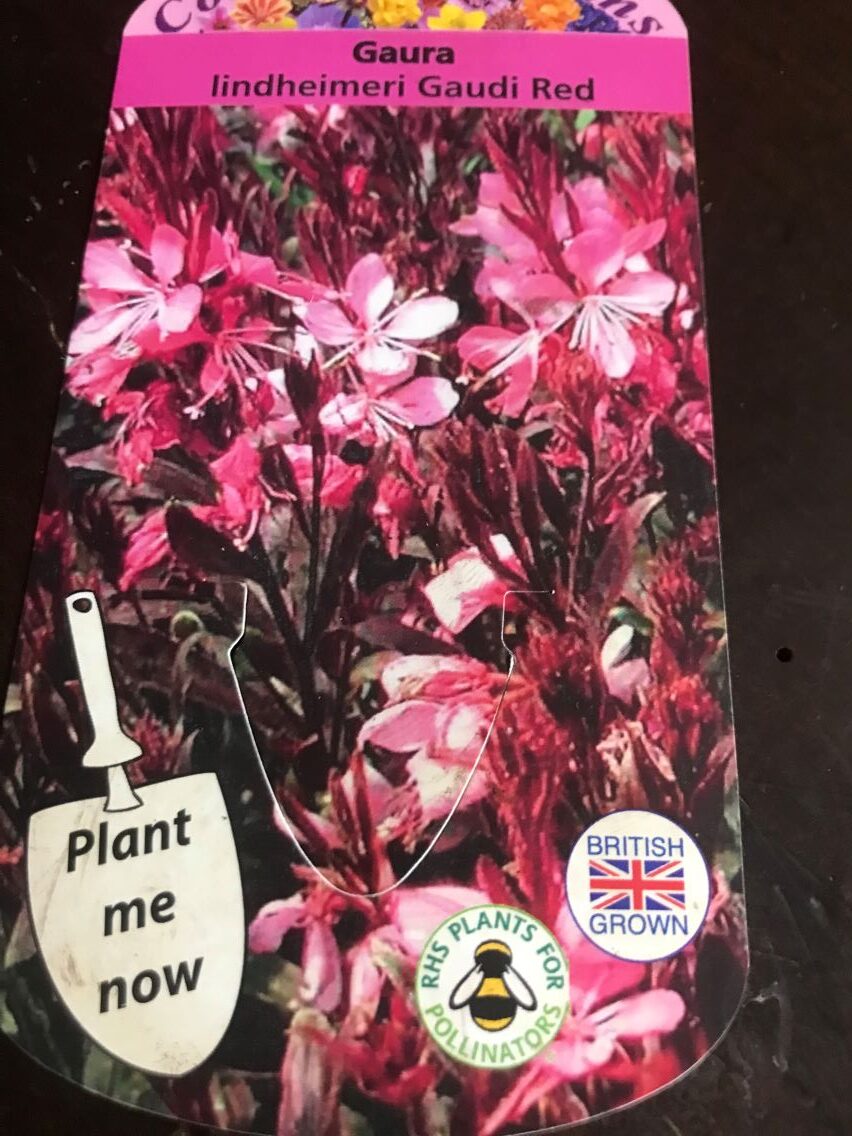 Gaura
lindheimeri Gaudi Red
Plant
me
now
BRITISH
GROWN
RHS PLANTS FOR
POLLINATORS